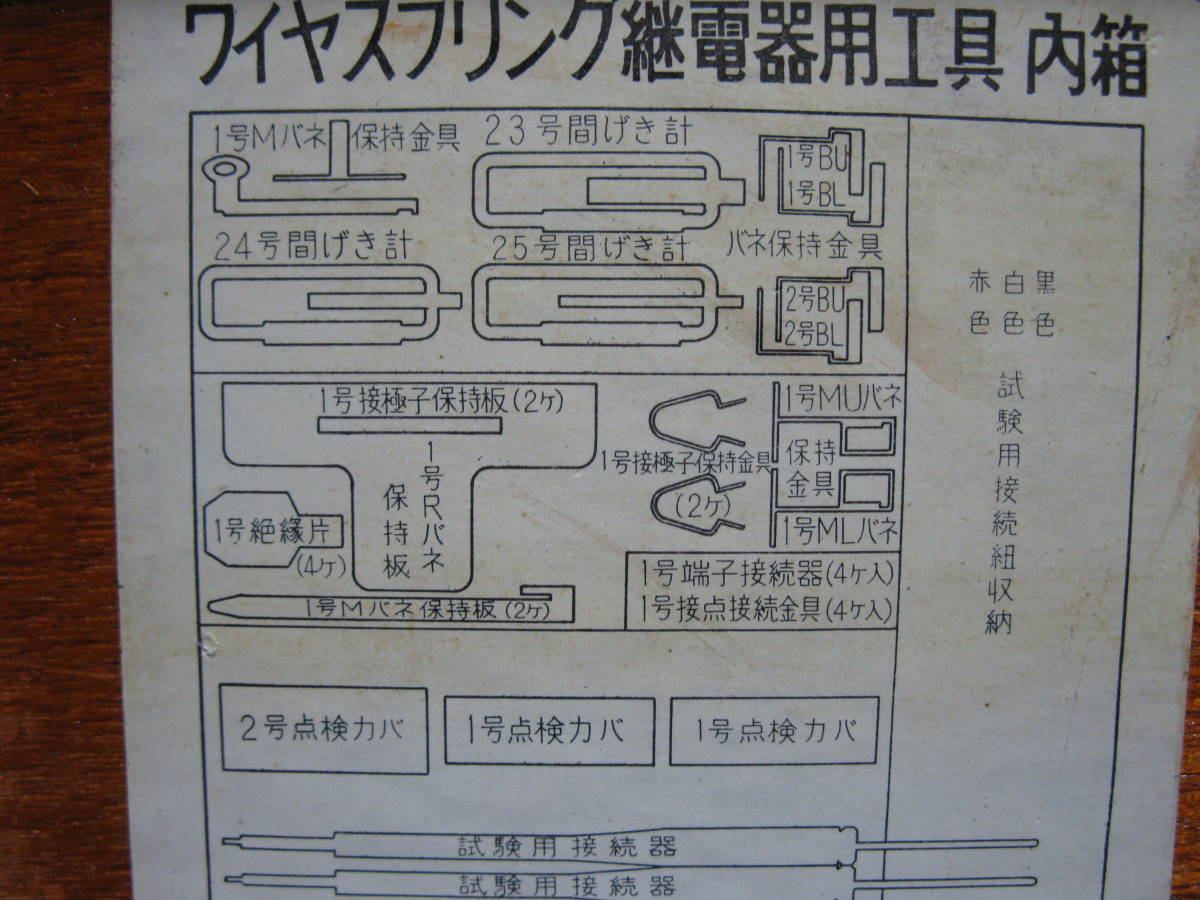 ワイヤスプリング継電器用工具 内箱
1号Mバネ 保持金具
23号間げき計
1号BU
1号BL
24号間げき計
25号間げき計
バネ保持金具
2号BU
2号BL
1号接極子保持板(2ケ)
1号Rバネ
保持板
1号絶縁片
(4ケ)
1号Mバネ保持板(2ケ)
1号接極子保持金具
(2ケ)
1号MUバネ
保持
金具
1号MLバネ
1号端子接続器(4ケ入)
1号接点接続金具(4ケ入)
黒色
白色
赤色
試験用接続紐収納
2号点検カバ
1号点検カバ
1号点検カバ
試験用接続器
試験用接続器